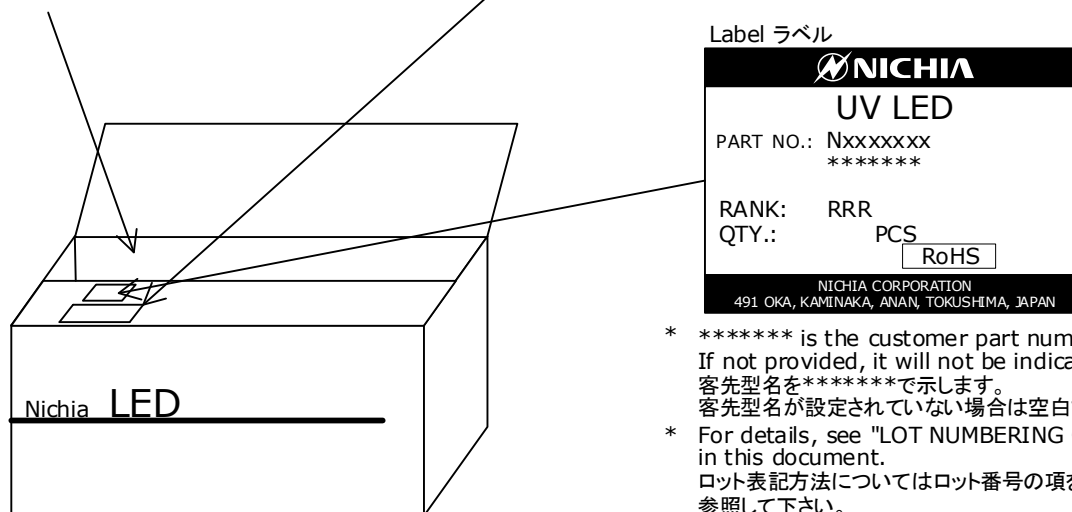 Label ラベル
NICHIA
UV LED
PART NO.: Nxxxxxxx
*******
RANK: RRR
QTY.: PCS
RoHS
NICHIA CORPORATION
491 OKA, KAMINAKA, ANAN, TOKUSHIMA, JAPAN
* ******* is the customer part num
If not provided, it will not be indica
客先型名を*******で示します。
客先型名が設定されていない場合は空白
* For details, see "LOT NUMBERING
in this document.
ロット表記方法についてはロット番号の項を
参照して下さい。
Nichia LED